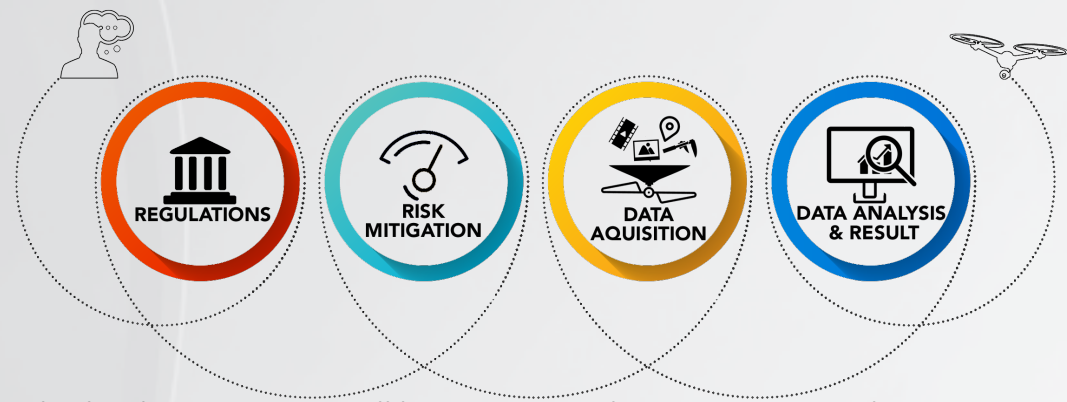 REGULATIONS
RISK
MITIGATION
DATA
AQUISITION
DATA ANALYSIS
& RESULT